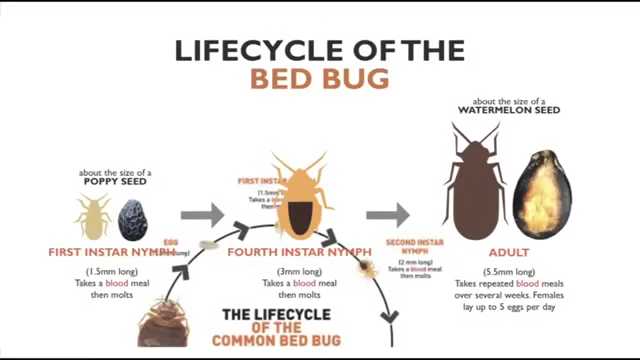 LIFECYCLE OF THE
BED BUG
about the size of a
WATERMELON SEED
about the size of a
POPPY SEED
FIRST INSTAR
(1.5mm
Takes a
EGG
SECOND INSTAR
NYMPH
(2 mm long)
Takes a blood meal
then molts
FIRST INSTAR NYMPH
(1.5mm long)
Takes a blood meal
then molts
FOURTH INSTAR NYMPH
(3mm long)
Takes a blood meal
then molts
ADULT
(5.5mm long)
Takes repeated blood meals
over several weeks. Females
lay up to 5 eggs per day
THE LIFECYCLE
OF THE
COMMON BED BUG